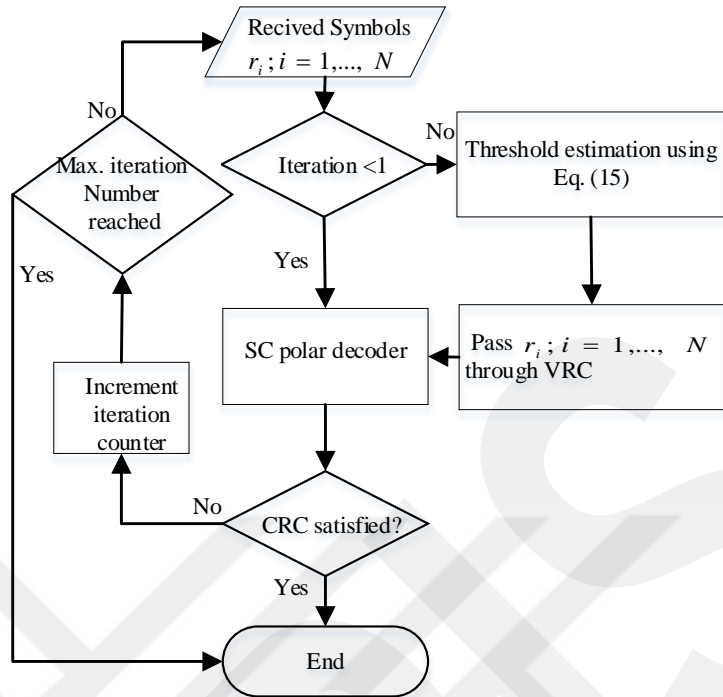 Recived Symbols
r_i ; i = 1,..., N
No
Max. iteration
Number
reached
Iteration <1
No
Threshold estimation using
Eq. (15)
Yes
Yes
SC polar decoder
Pass r_i ; i = 1,..., N
through VRC
Increment
iteration
counter
No
CRC satisfied?
Yes
End